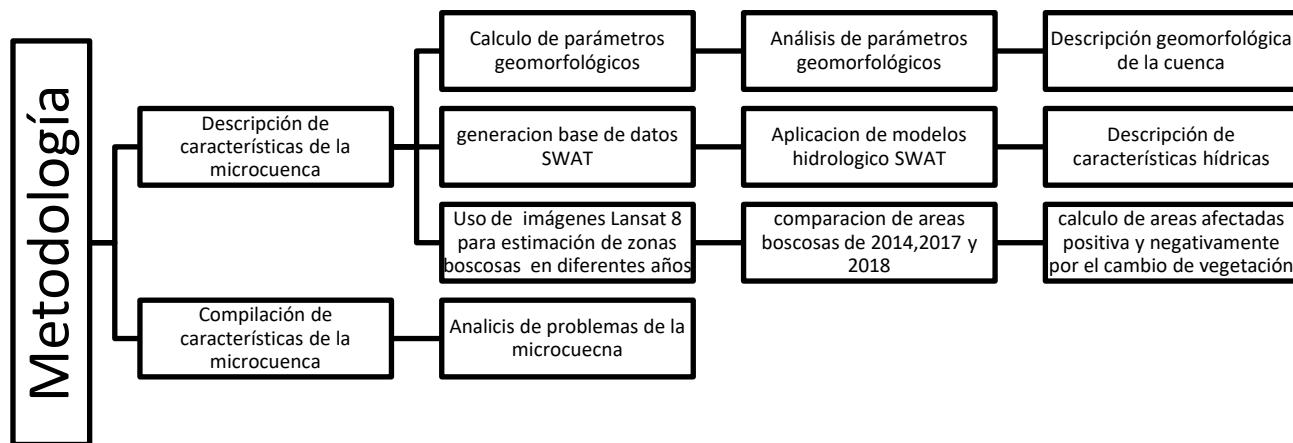 Metodología
Descripción de
características de la
microcuenca
Calculo de parámetros
geomorfológicos
Análisis de parámetros
geomorfológicos
Descripción geomorfológica
de la cuenca
generacion base de datos
SWAT
Aplicacion de modelos
hidrologico SWAT
Descripción de
características hídricas
Uso de imágenes Lansat 8
para estimación de zonas
boscosas en diferentes años
comparacion de areas
boscosas de 2014,2017 y
2018
calculo de areas afectadas
positiva y negativamente
por el cambio de vegetación
Compilación de
características de la
microcuenca
Analicis de problemas de la
microcuecna